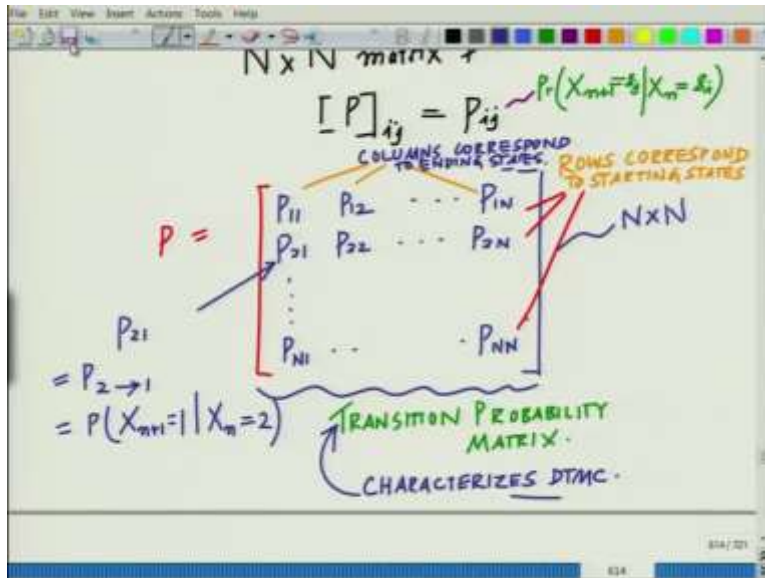 File Edit View Insert Actions Tools Help
N x N matrix
[P]ij = Pij Pr(Xn+1=sj|Xn=si)
COLUMNS CORRESPOND
TO ENDING STATES.
ROWS CORRESPOND
TO STARTING STATES
P =
P11 P12 ... P1N
P21 P22 ... P2N
PN1 .. . PNN
NxN
P21
= P2→1
= P(Xn+1=1|Xn=2)
TRANSITION PROBABILITY
MATRIX.
CHARACTERIZES DTMC.
614